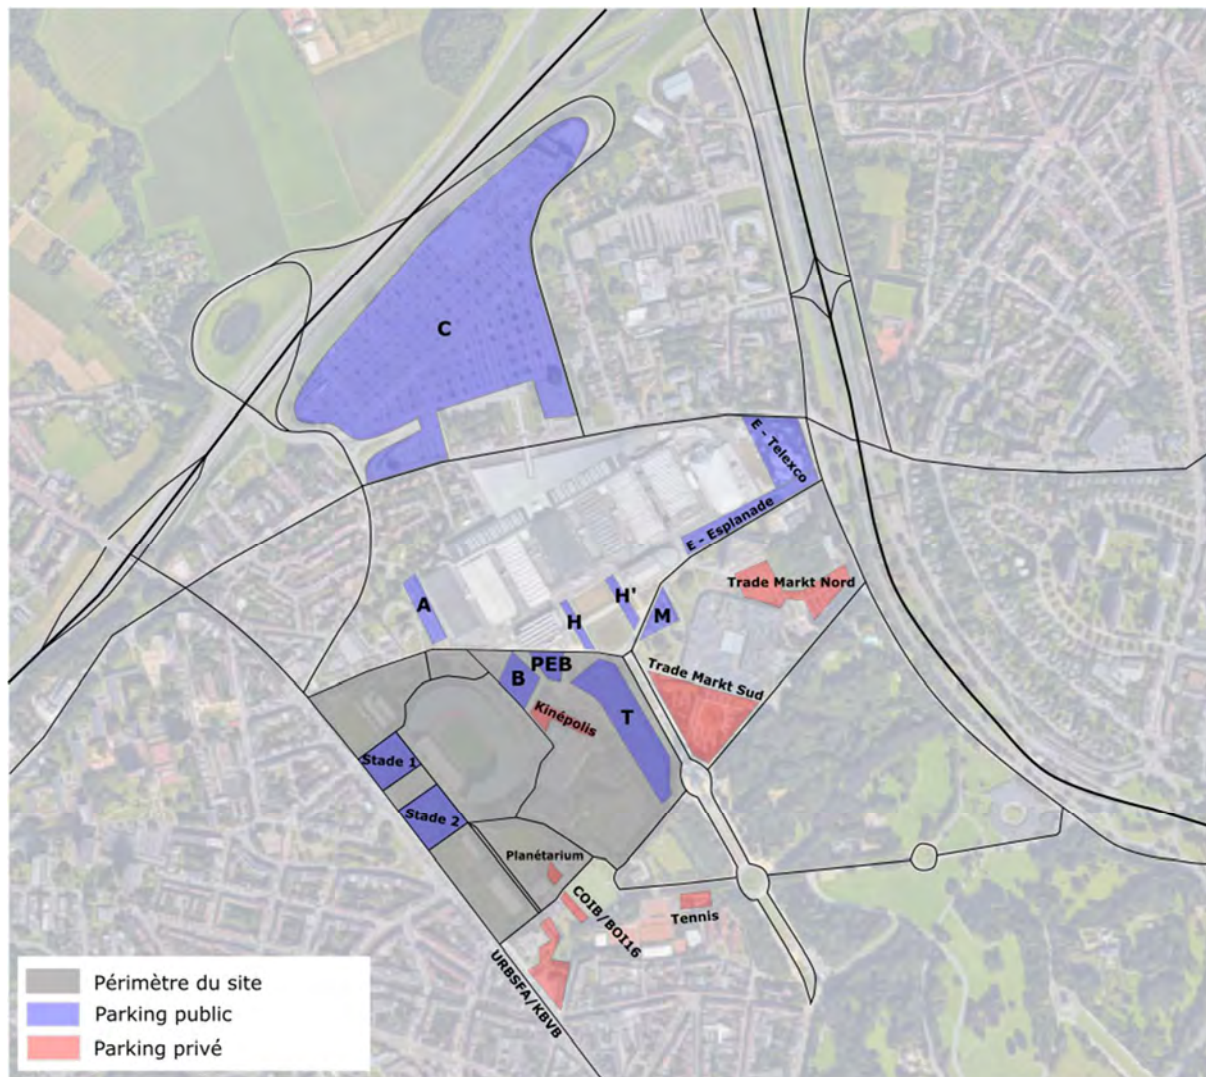 C
E - Telexco
E - Esplanade
Trade Markt Nord
A
H'
H
M
PEB
B
Trade Markt Sud
Kinépolis
T
Stade 1
Stade 2
Planétarium
COIB/BOI16
Tennis
URBSFA/KBVB
Périmètre du site
Parking public
Parking privé